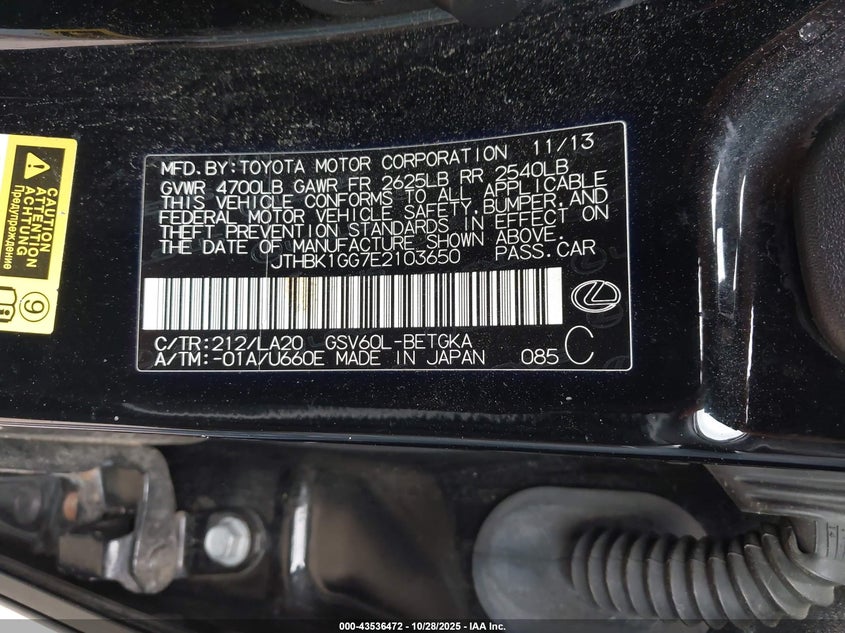 MFD.BY:TOYOTA MOTOR CORPORATION 11/13
GVWR 4700LB GAWR FR 2625LB RR 2540LB
THIS VEHICLE CONFORMS TO ALL APPLICABLE
FEDERAL MOTOR VEHICLE SAFETY,BUMPER,AND
THEFT PREVENTION STANDARDS IN EFFECT ON
THE DATE OF MANUFACTURE SHOWN ABOVE.
JTHBK1GG7E2103650 PASS.CAR
C/TR:212/LA20 GSV60L-BETGKA
A/TM:-01A/U660E MADE IN JAPAN 085 C
CAUTION
ATTENTION
ACHTUNG
Предупреждение
9
000-43536472 | 10/28/2025 - IAA Inc.